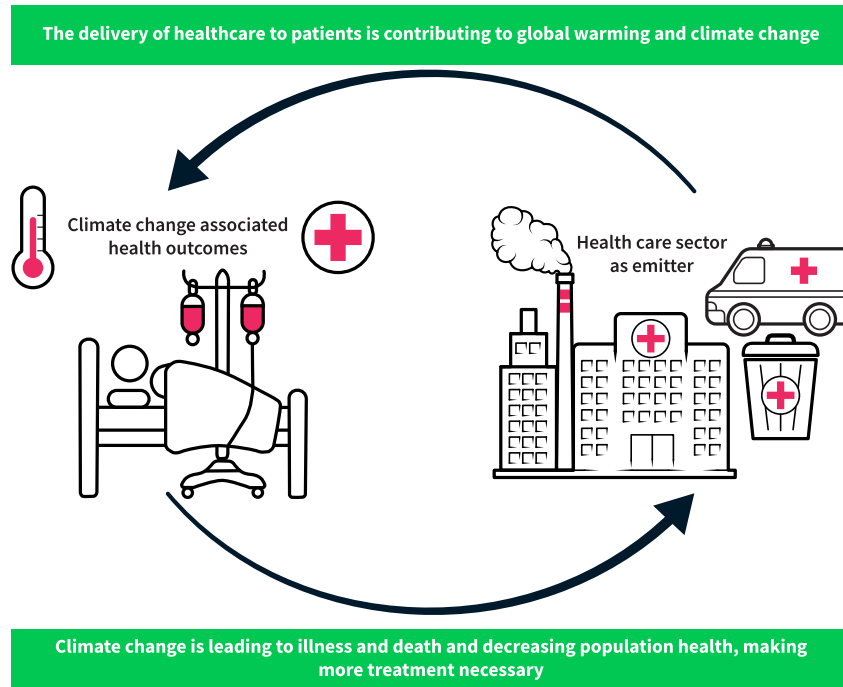 The delivery of healthcare to patients is contributing to global warming and climate change
Climate change associated
health outcomes
Health care sector
as emitter
Climate change is leading to illness and death and decreasing population health, making
more treatment necessary